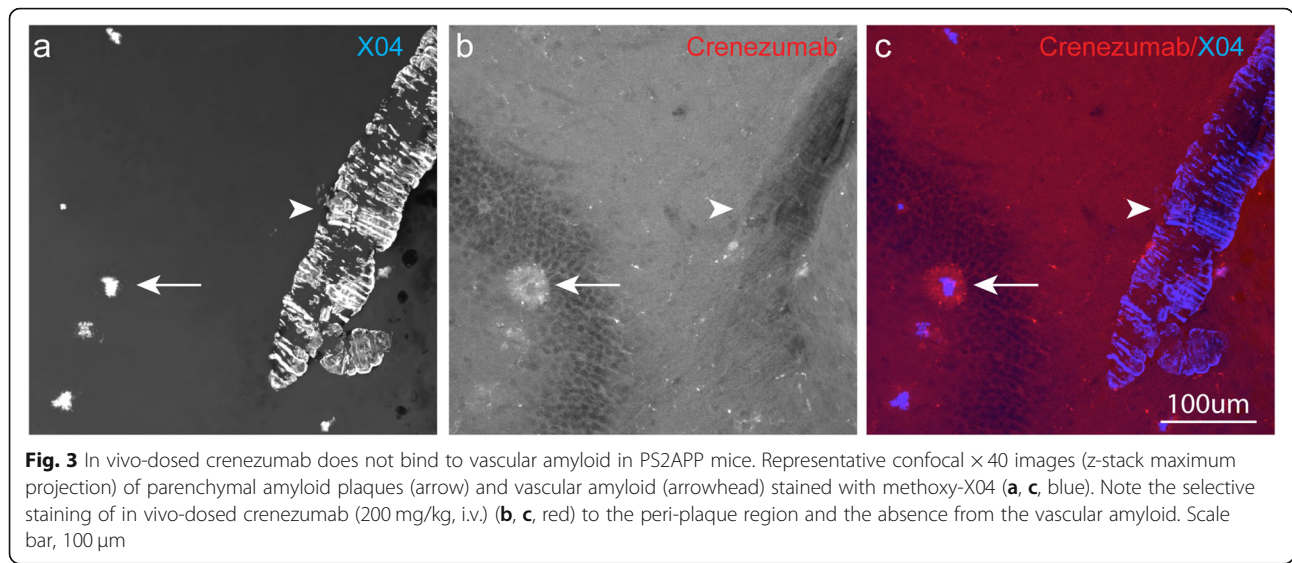 a
X04
b
Crenezumab
c
Crenezumab/X04
100um
Fig. 3 In vivo-dosed crenezumab does not bind to vascular amyloid in PS2APP mice. Representative confocal × 40 images (z-stack maximum
projection) of parenchymal amyloid plaques (arrow) and vascular amyloid (arrowhead) stained with methoxy-X04 (a, c, blue). Note the selective
staining of in vivo-dosed crenezumab (200 mg/kg, i.v.) (b, c, red) to the peri-plaque region and the absence from the vascular amyloid. Scale
bar, 100 μm